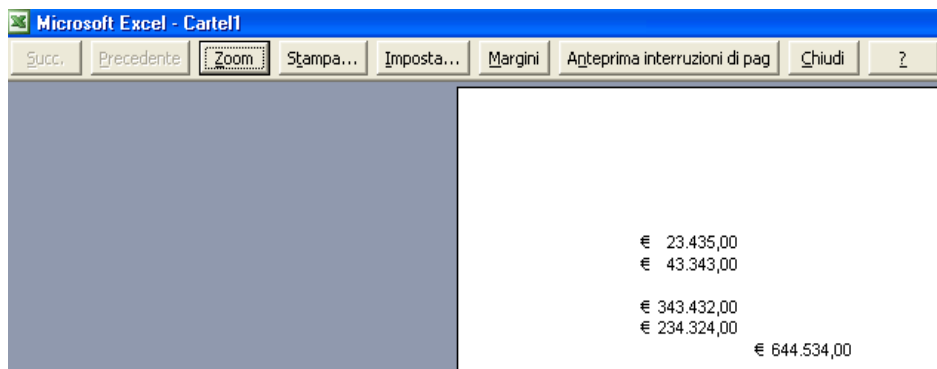 Microsoft Excel - Cartel1
Succ. Precedente Zoom Stampa... Imposta... Margini Anteprima interruzioni di pag Chiudi ?
€ 23.435,00
€ 43.343,00
€ 343.432,00
€ 234.324,00
€ 644.534,00